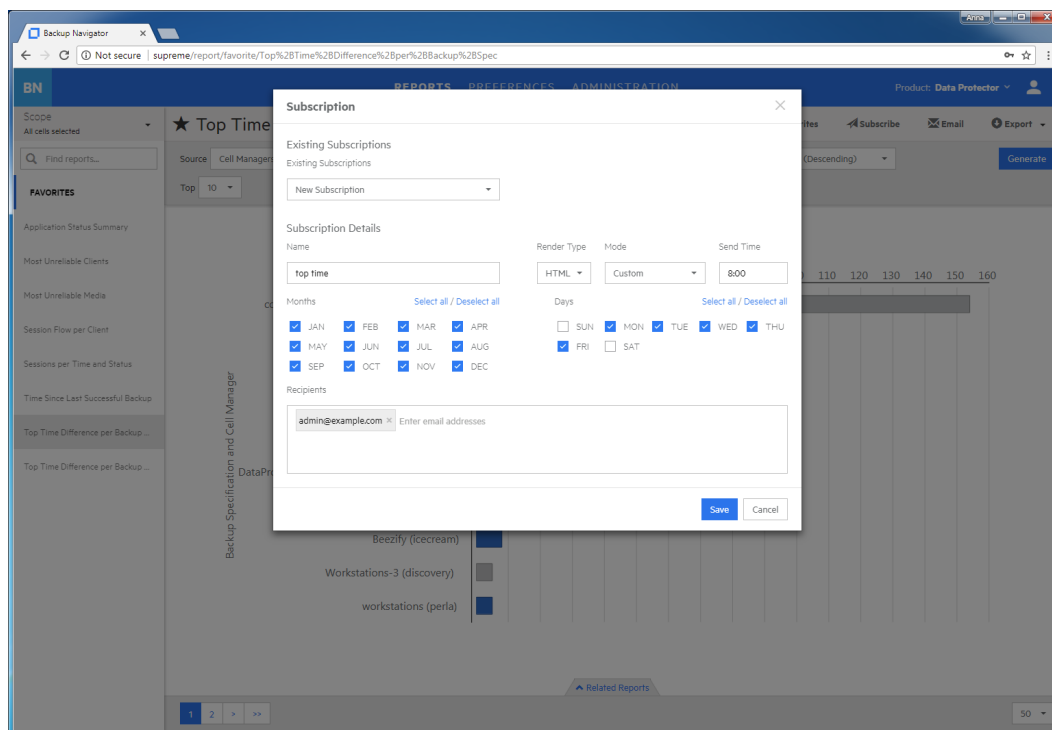 Anna
Backup Navigator
Not secure supreme/report/favorite/Top%2BTime%2BDifference%2Bper%2BBackup%2BSpec
BN REPORTS PREFERENCES ADMINISTRATION Product: Data Protector
Scope
All cells selected
Top Time
Subscribe Email Export
Find reports...
Source Cell Managers (Descending) Generate
Top 10
FAVORITES
Application Status Summary
Most Unreliable Clients
Most Unreliable Media
Session Flow per Client
Sessions per Time and Status
Time Since Last Successful Backup
Top Time Difference per Backup ...
Top Time Difference per Backup ...
Subscription
Existing Subscriptions
Existing Subscriptions
New Subscription
Subscription Details
Name Render Type Mode Send Time
top time HTML Custom 8:00
Months Select all / Deselect all Days Select all / Deselect all
JAN FEB MAR APR SUN MON TUE WED THU
MAY JUN JUL AUG FRI SAT
SEP OCT NOV DEC
Recipients
admin@example.com × Enter email addresses
Save Cancel
110 120 130 140 150 160
Backup Specification and Cell Manager
Beezify (icecream)
Workstations-3 (discovery)
workstations (perla)
Related Reports
1 2 > >> 50